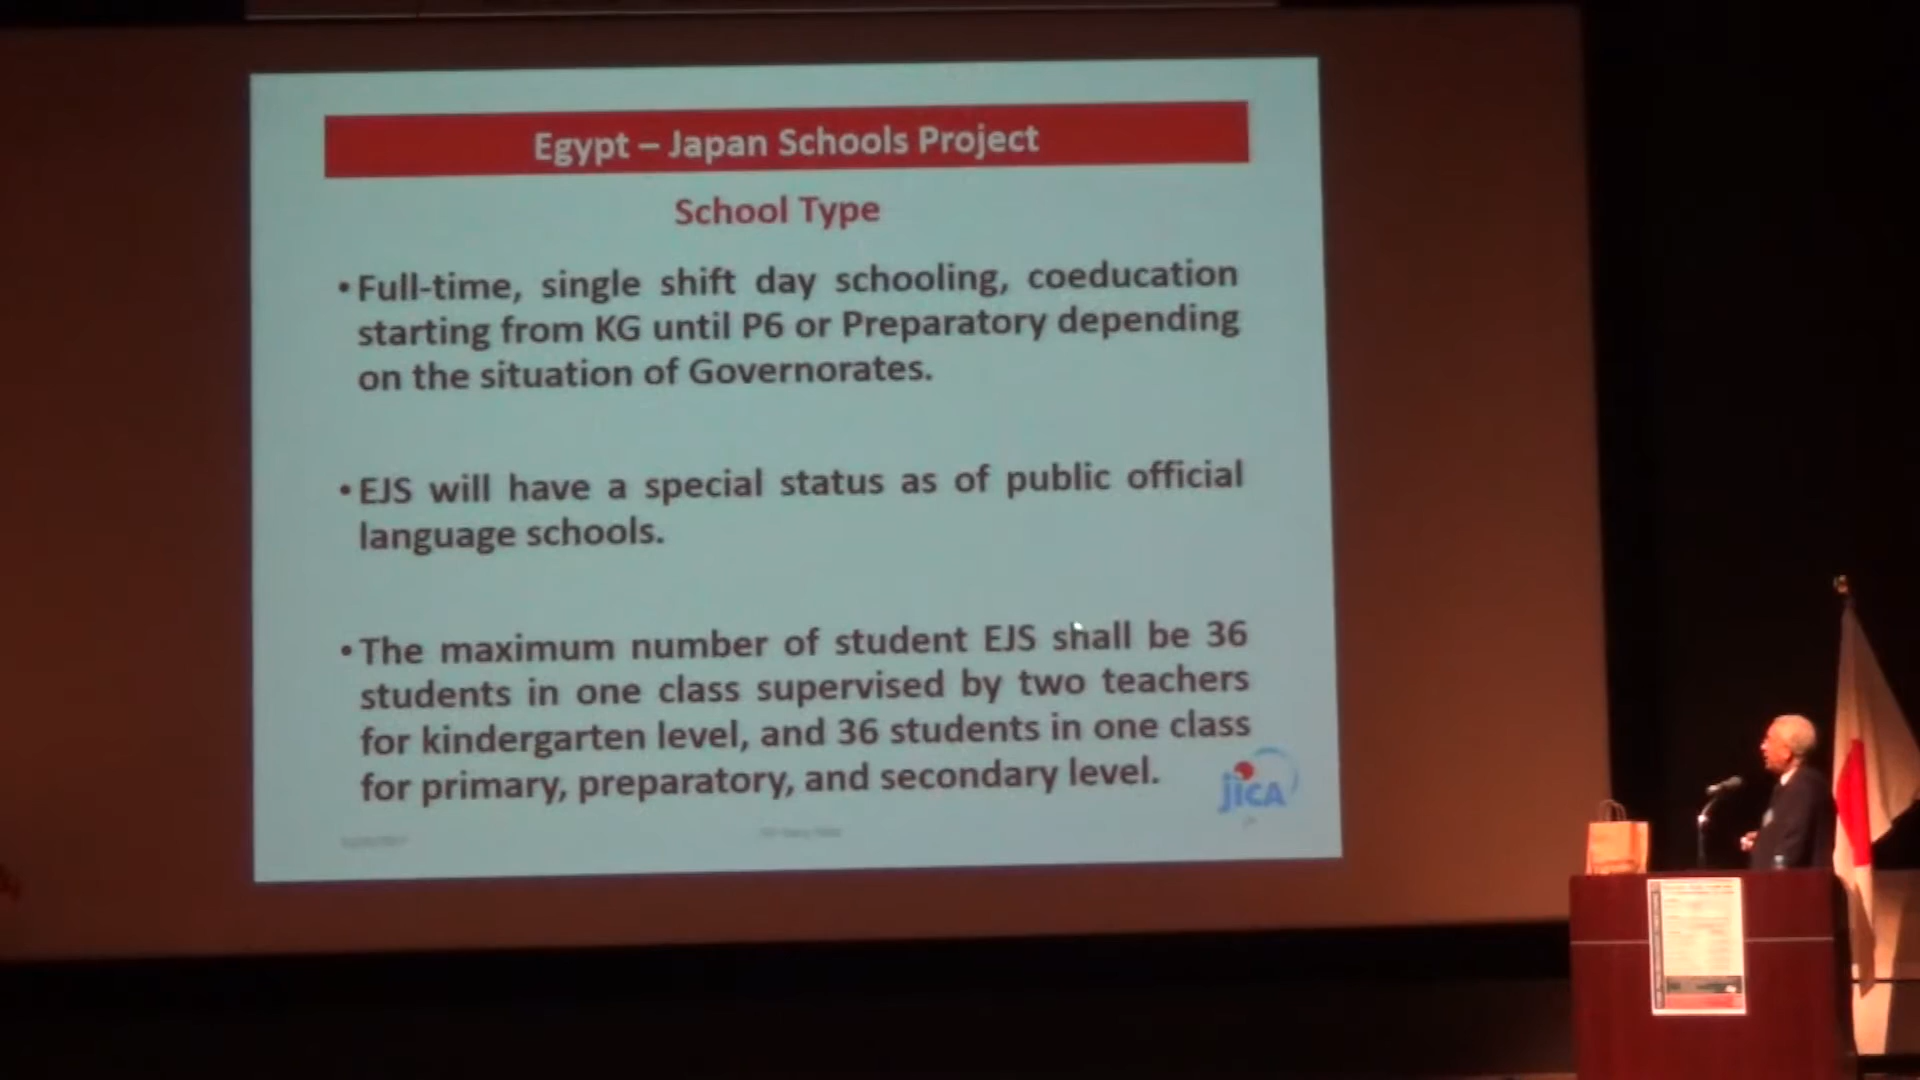 Egypt – Japan Schools Project
School Type
• Full-time, single shift day schooling, coeducation
starting from KG until P6 or Preparatory depending
on the situation of Governorates.
• EJS will have a special status as of public official
language schools.
• The maximum number of student EJS shall be 36
students in one class supervised by two teachers
for kindergarten level, and 36 students in one class
for primary, preparatory, and secondary level.
jica